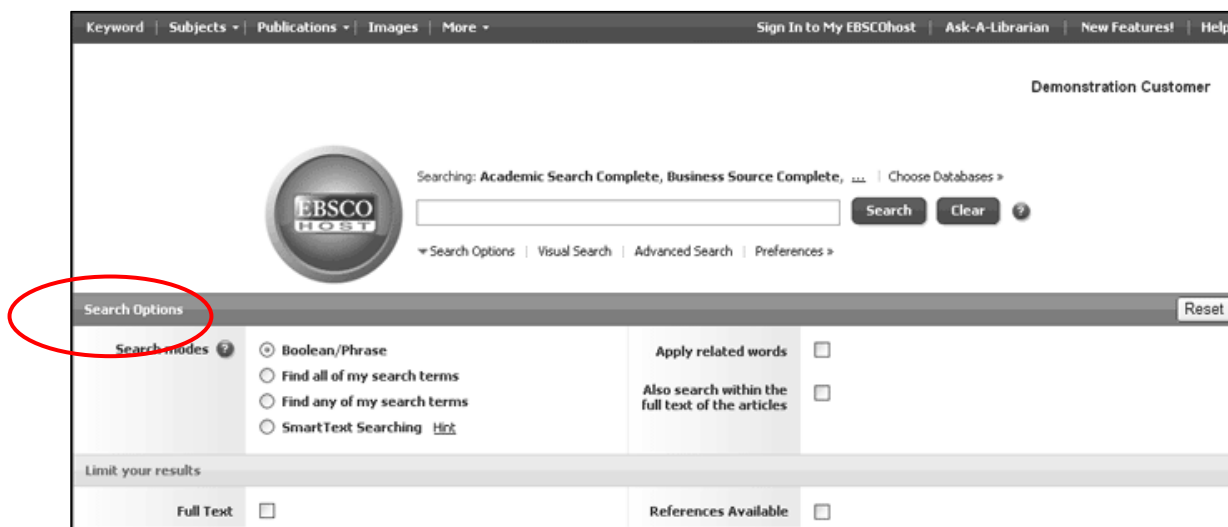 Keyword | Subjects | Publications | Images | More Sign In to My EBSCOhost | Ask-A-Librarian | New Features! | Help
Demonstration Customer
Searching: Academic Search Complete, Business Source Complete, ... | Choose Databases »
EBSCO
HOST
Search Clear ?
Search Options | Visual Search | Advanced Search | Preferences »
Search Options Reset
Search modes ? Boolean/Phrase Apply related words
Find all of my search terms
Also search within the
Find any of my search terms full text of the articles
SmartText Searching Hint
Limit your results
Full Text References Available